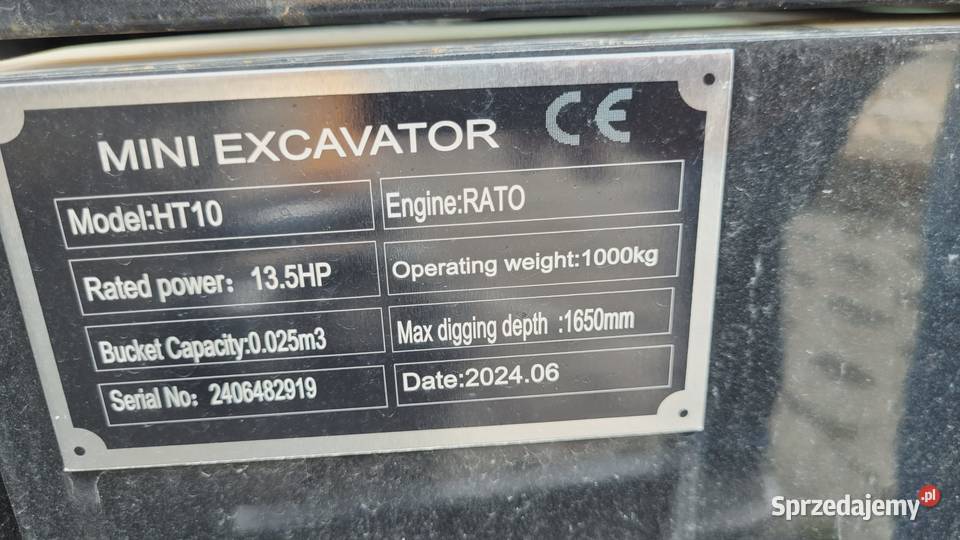 CE
MINI EXCAVATOR
Model:HT10
Engine:RATO
Rated power: 13.5HP
Operating weight:1000kg
Bucket Capacity:0.025m3
Max digging depth :1650mm
Serial No: 2406482919
Date:2024.06
Sprzedajemy.pl